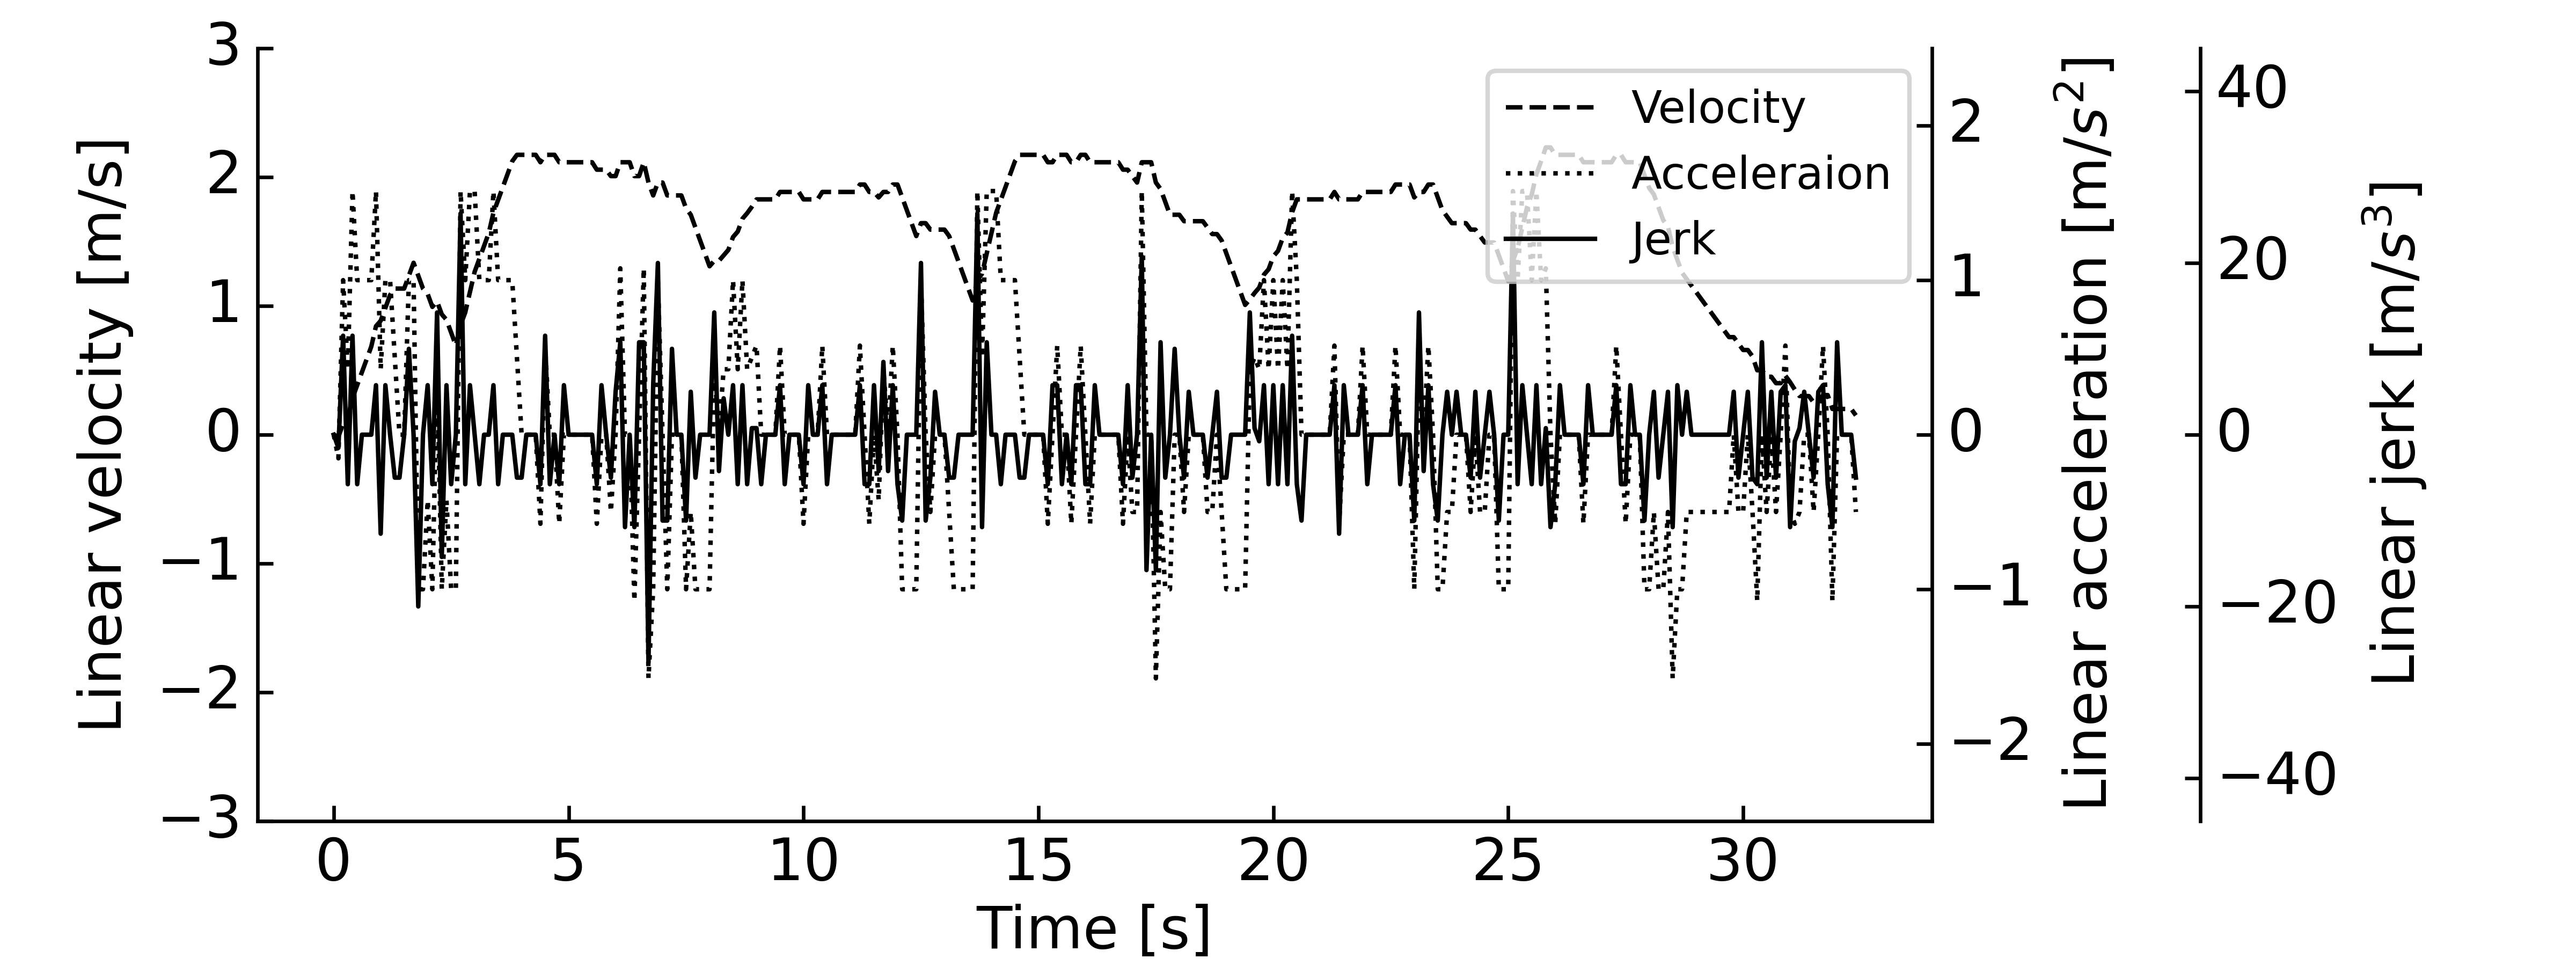 Linear velocity [m/s]
3
2
1
0
−1
−2
−3
0 5 10 15 20 25 30
Time [s]
Velocity
Acceleraion
Jerk
2
1
0
−1
−2
Linear acceleration [m/s²]
40
20
0
−20
−40
Linear jerk [m/s³]